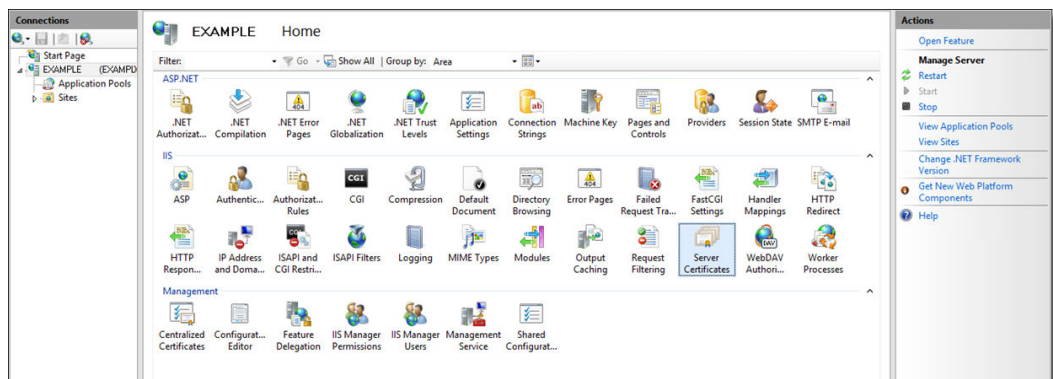 Connections
Start Page
EXAMPLE (EXAMPD
Application Pools
Sites
EXAMPLE Home
Filter: Go Show All Group by: Area
ASP.NET
.NET Authorizat...
.NET Compilation
.NET Error Pages
.NET Globalization
.NET Trust Levels
Application Settings
Connection Strings
Machine Key
Pages and Controls
Providers
Session State
SMTP E-mail
IIS
ASP
Authentic...
Authorizat... Rules
CGI
Compression
Default Document
Directory Browsing
Error Pages
Failed Request Tra...
FastCGI Settings
Handler Mappings
HTTP Redirect
HTTP Respon...
IP Address and Doma...
ISAPI and CGI Restri...
ISAPI Filters
Logging
MIME Types
Modules
Output Caching
Request Filtering
Server Certificates
WebDAV Authori...
Worker Processes
Management
Centralized Certificates
Configurat... Editor
Feature Delegation
IIS Manager Permissions
IIS Manager Users
Management Service
Shared Configurat...
Actions
Open Feature
Manage Server
Restart
Start
Stop
View Application Pools
View Sites
Change .NET Framework
Version
Get New Web Platform
Components
Help